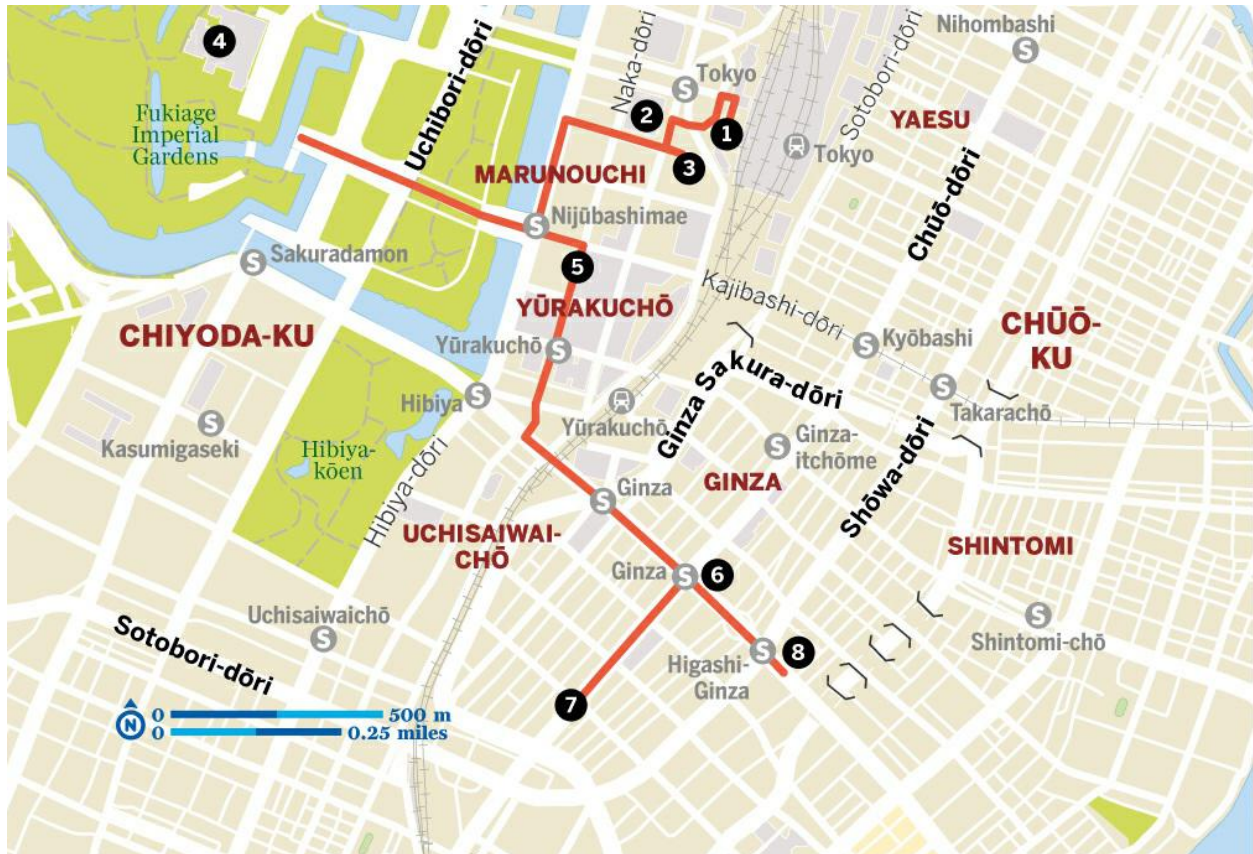 4
Uchibori-dōri
Naka-dōri
Sotobori-dōri
Nihombashi
S
S
Tokyo
2
1
YAESU
Fukiage
Imperial
Gardens
3
Tokyo
MARUNOUCHI
Chūō-dōri
S
Nijūbashimae
S
Sakuradamon
5
YŪRAKUCHŌ
Kajibashi-dōri
CHŪŌ-
KU
CHIYODA-KU
Yūrakuchō
S
S
Kyōbashi
Ginza Sakura-dōri
S
Takarachō
Hibiya
S
Yūrakuchō
S
Kasumigaseki
Hibiya-
kōen
Hibiya-dōri
S
Ginza-
itchōme
GINZA
Shōwa-dōri
S
Ginza
UCHISAIWAI-
CHŌ
SHINTOMI
Ginza
S
6
Uchisaiwaichō
S
S
Shintomi-chō
Sotobori-dōri
Higashi-
Ginza
S
8
7
N
0
500 m
0
0.25 miles